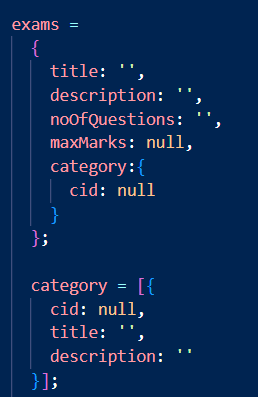 exams =
{
title: '',
description: '',
noOfQuestions: '',
maxMarks: null,
category:{
cid: null
}
};
category = [{
cid: null,
title: '',
description: ''
}];